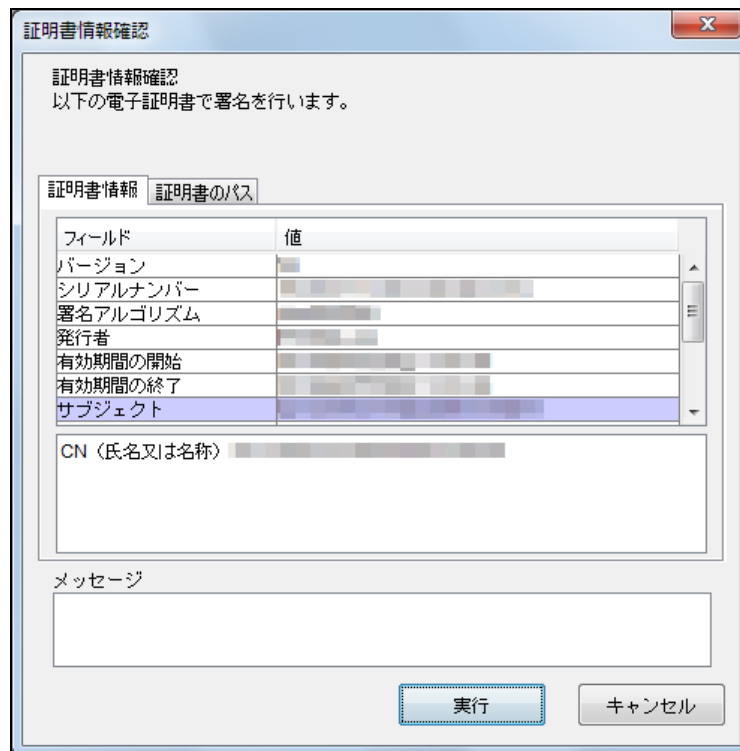 証明書情報確認
証明書情報確認
以下の電子証明書で署名を行います。
証明書情報 証明書のパス
フィールド 値
バージョン
シリアルナンバー
署名アルゴリズム
発行者
有効期間の開始
有効期間の終了
サブジェクト
CN（氏名又は名称）
メッセージ
実行 キャンセル